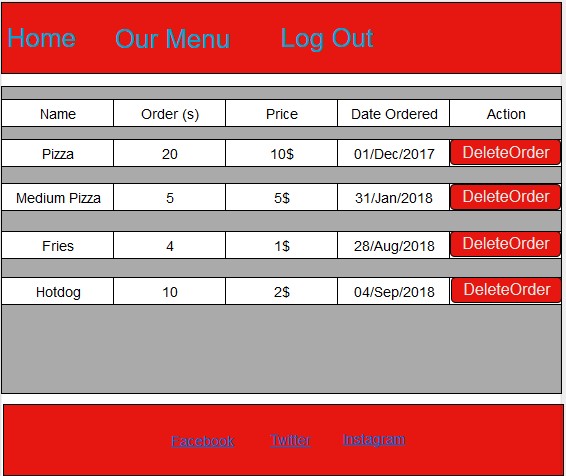 Home Our Menu Log Out
Name Order (s) Price Date Ordered Action
Pizza 20 10$ 01/Dec/2017 DeleteOrder
Medium Pizza 5 5$ 31/Jan/2018 DeleteOrder
Fries 4 1$ 28/Aug/2018 DeleteOrder
Hotdog 10 2$ 04/Sep/2018 DeleteOrder
Facebook Twitter Instagram